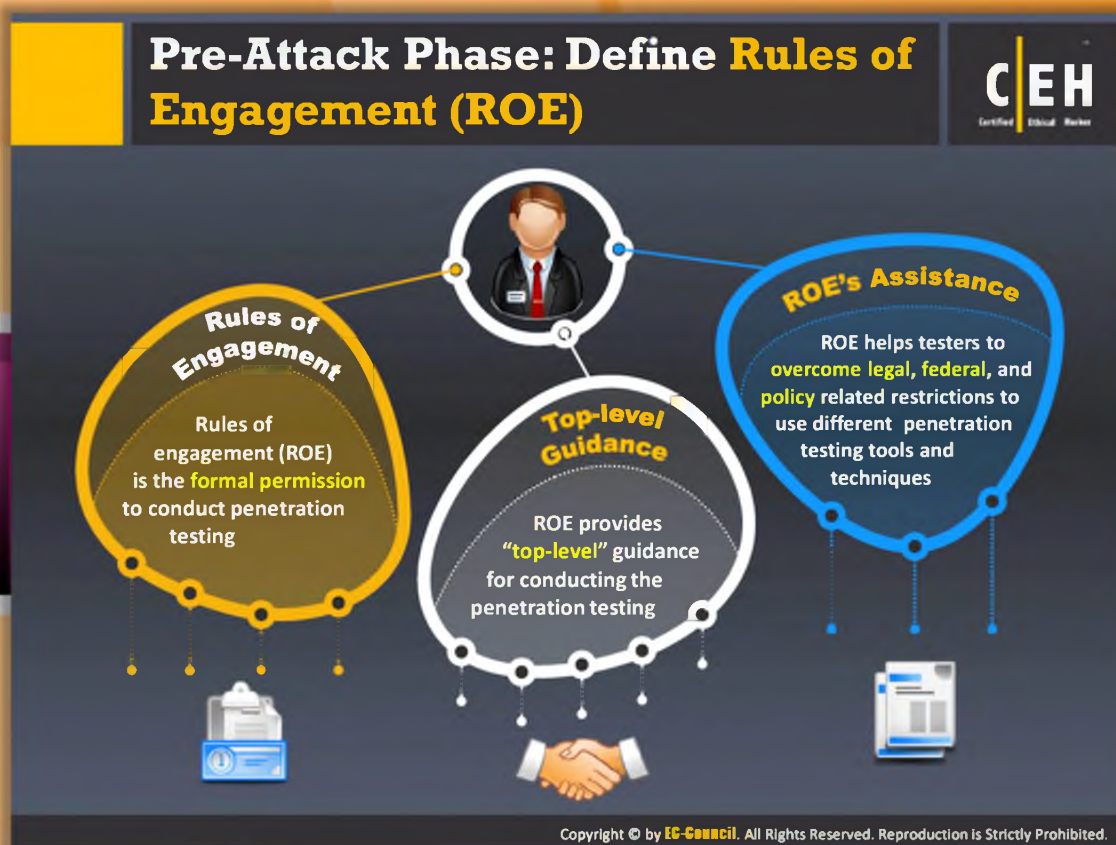 Pre-Attack Phase: Define Rules of
Engagement (ROE)
C EH
Certified Ethical Hacker
Rules of
Engagement
Rules of
engagement (ROE)
is the formal permission
to conduct penetration
testing
Top-level
Guidance
ROE provides
“top-level” guidance
for conducting the
penetration testing
ROE's Assistance
ROE helps testers to
overcome legal, federal, and
policy related restrictions to
use different penetration
testing tools and
techniques
Copyright © by EC-Council. All Rights Reserved. Reproduction is Strictly Prohibited.